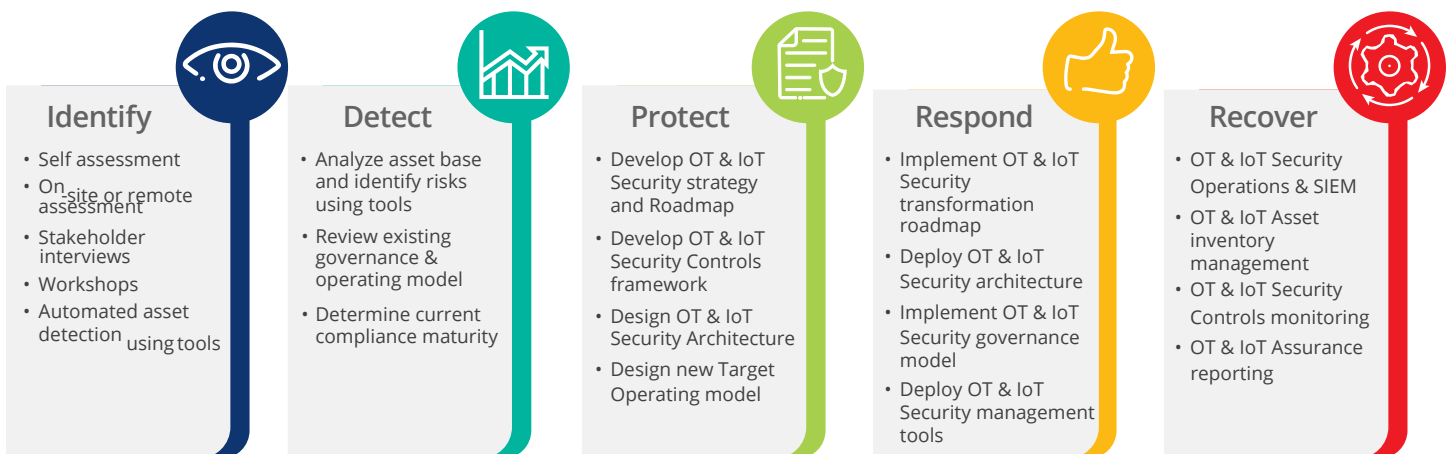 Identify
• Self assessment
• On-site or remote
assessment
• Stakeholder
interviews
• Workshops
• Automated asset
detection using tools
Detect
• Analyze asset base
and identify risks
using tools
• Review existing
governance &
operating model
• Determine current
compliance maturity
Protect
• Develop OT & IoT
Security strategy
and Roadmap
• Develop OT & IoT
Security Controls
framework
• Design OT & IoT
Security Architecture
• Design new Target
Operating model
Respond
• Implement OT & IoT
Security
transformation
roadmap
• Deploy OT & IoT
Security architecture
• Implement OT & IoT
Security governance
model
• Deploy OT & IoT
Security management
tools
Recover
• OT & IoT Security
Operations & SIEM
• OT & IoT Asset
inventory
management
• OT & IoT Security
Controls monitoring
• OT & IoT Assurance
reporting